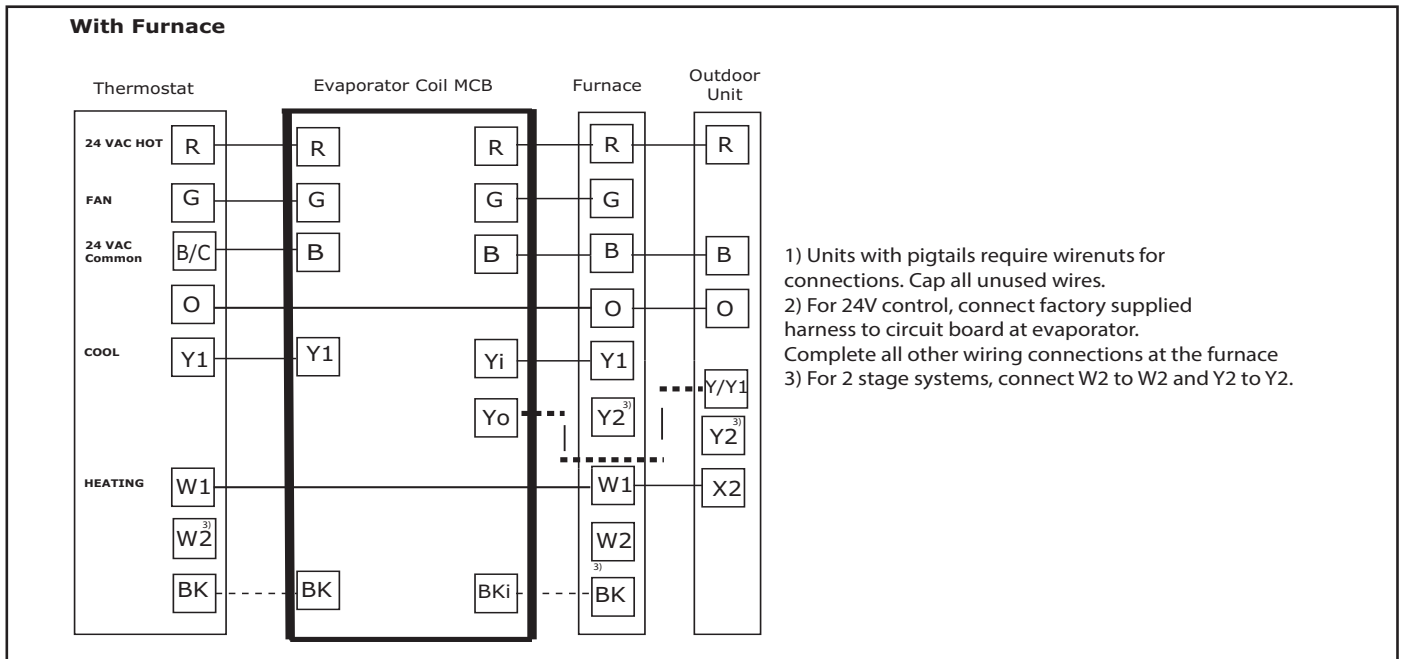 With Furnace
Thermostat
Evaporator Coil MCB
Furnace
Outdoor
Unit
24 VAC HOT
R
R
R
R
R
FAN
G
G
G
G
24 VAC
Common
B/C
B
B
B
B
O
O
O
COOL
Y1
Y1
Yi
Y1
Y/Y1
Yo
Y2 3)
Y2 3)
HEATING
W1
W1
X2
W2 3)
W2
3)
BK
BK
BKi
BK
1) Units with pigtails require wirenuts for
connections. Cap all unused wires.
2) For 24V control, connect factory supplied
harness to circuit board at evaporator.
Complete all other wiring connections at the furnace
3) For 2 stage systems, connect W2 to W2 and Y2 to Y2.